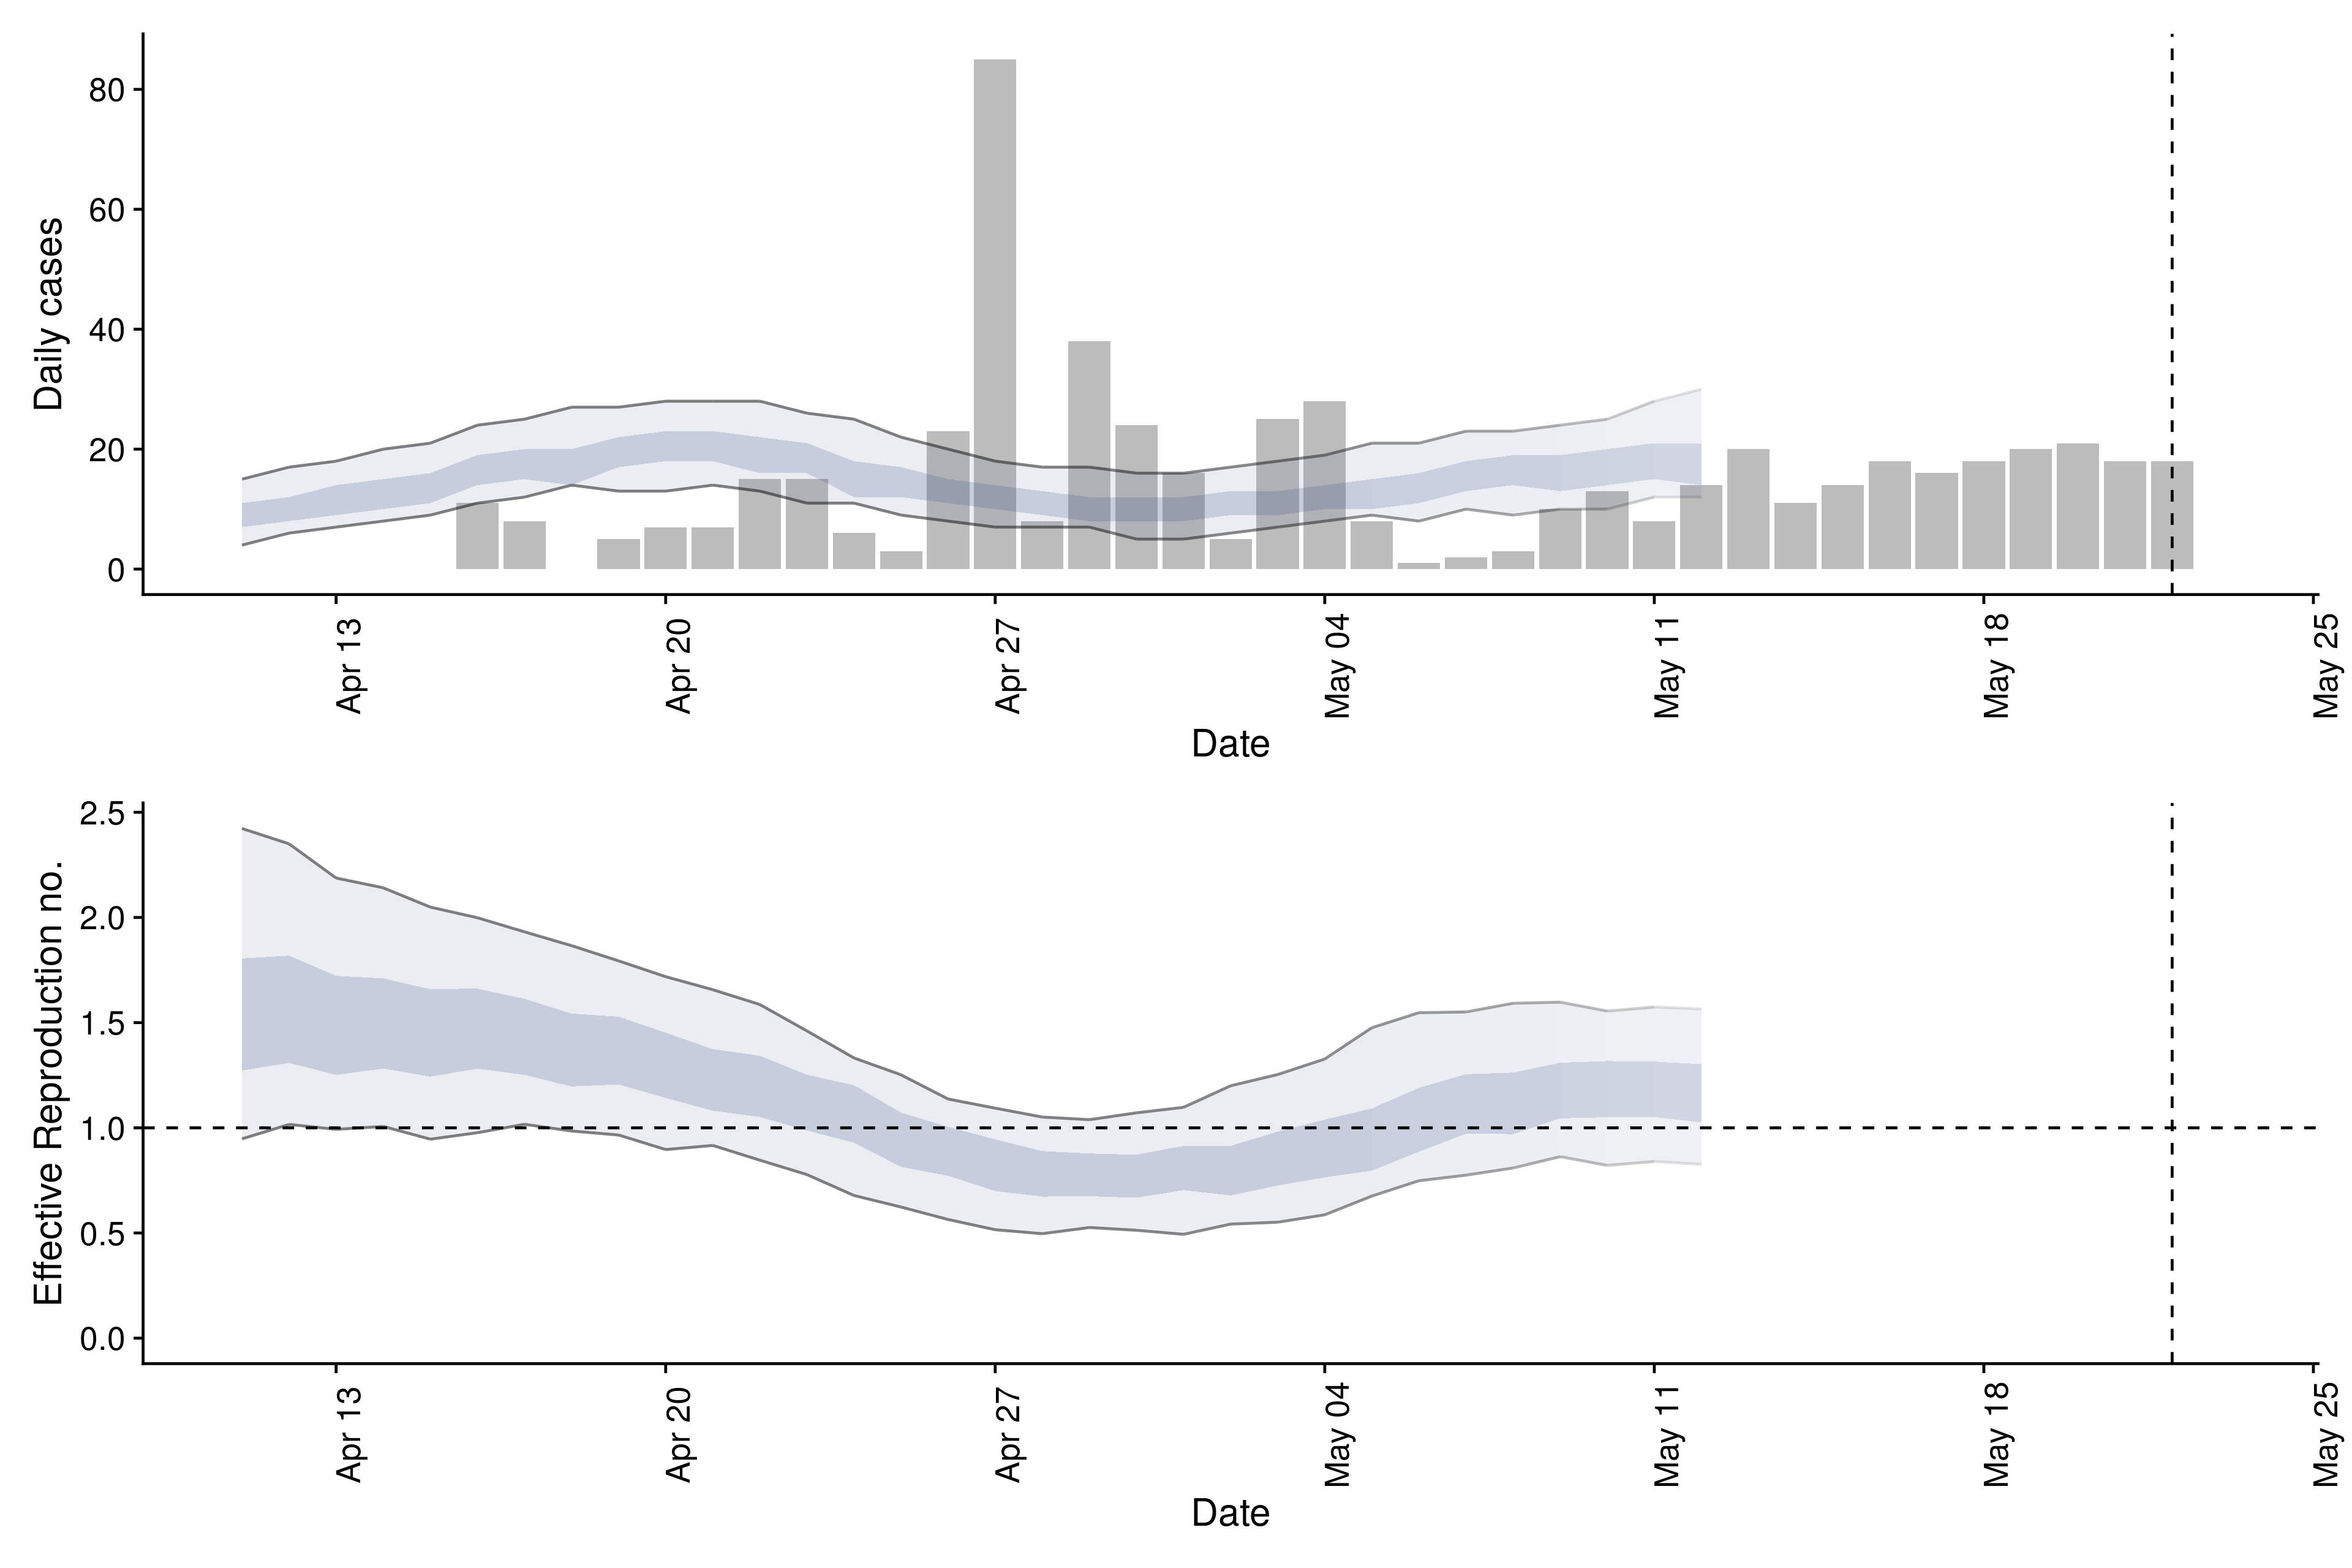 Daily cases
80
60
40
20
0
Apr 13
Apr 20
Apr 27
May 04
May 11
May 18
May 25
Date
Effective Reproduction no.
2.5
2.0
1.5
1.0
0.5
0.0
Apr 13
Apr 20
Apr 27
May 04
May 11
May 18
May 25
Date